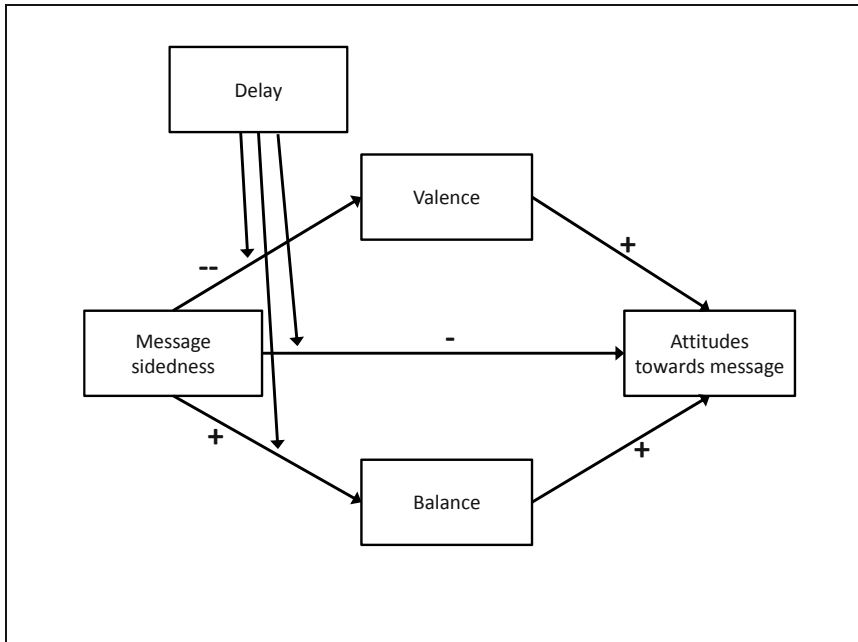 Delay
Valence
+
--
Message
sidedness
-
Attitudes
towards message
+
+
Balance